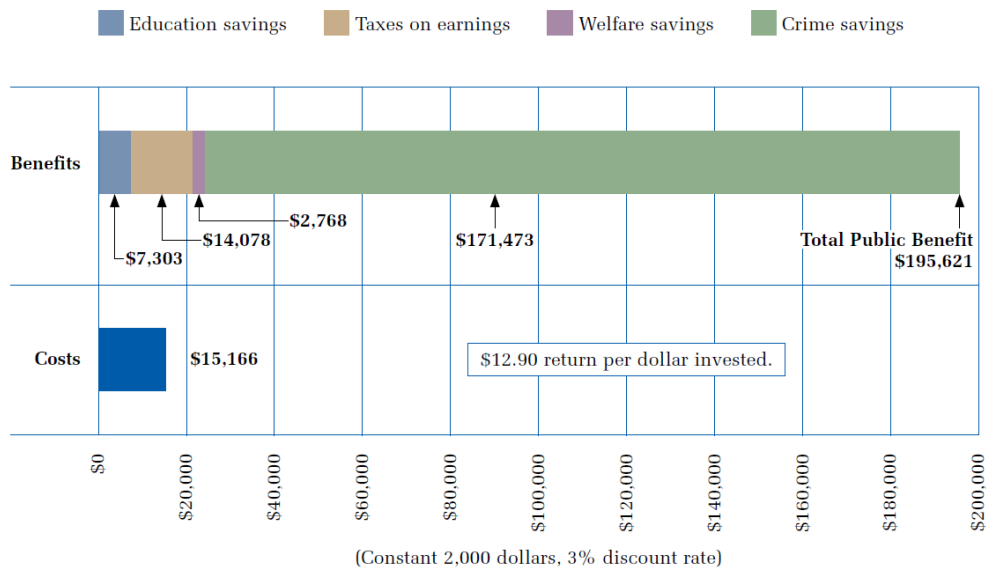 Education savings Taxes on earnings Welfare savings Crime savings
Benefits
$2,768
$14,078
$171,473
Total Public Benefit
$7,303
$195,621
Costs
$15,166
$12.90 return per dollar invested.
$0
$20,000
$40,000
$60,000
$80,000
$100,000
$120,000
$140,000
$160,000
$180,000
$200,000
(Constant 2,000 dollars, 3% discount rate)